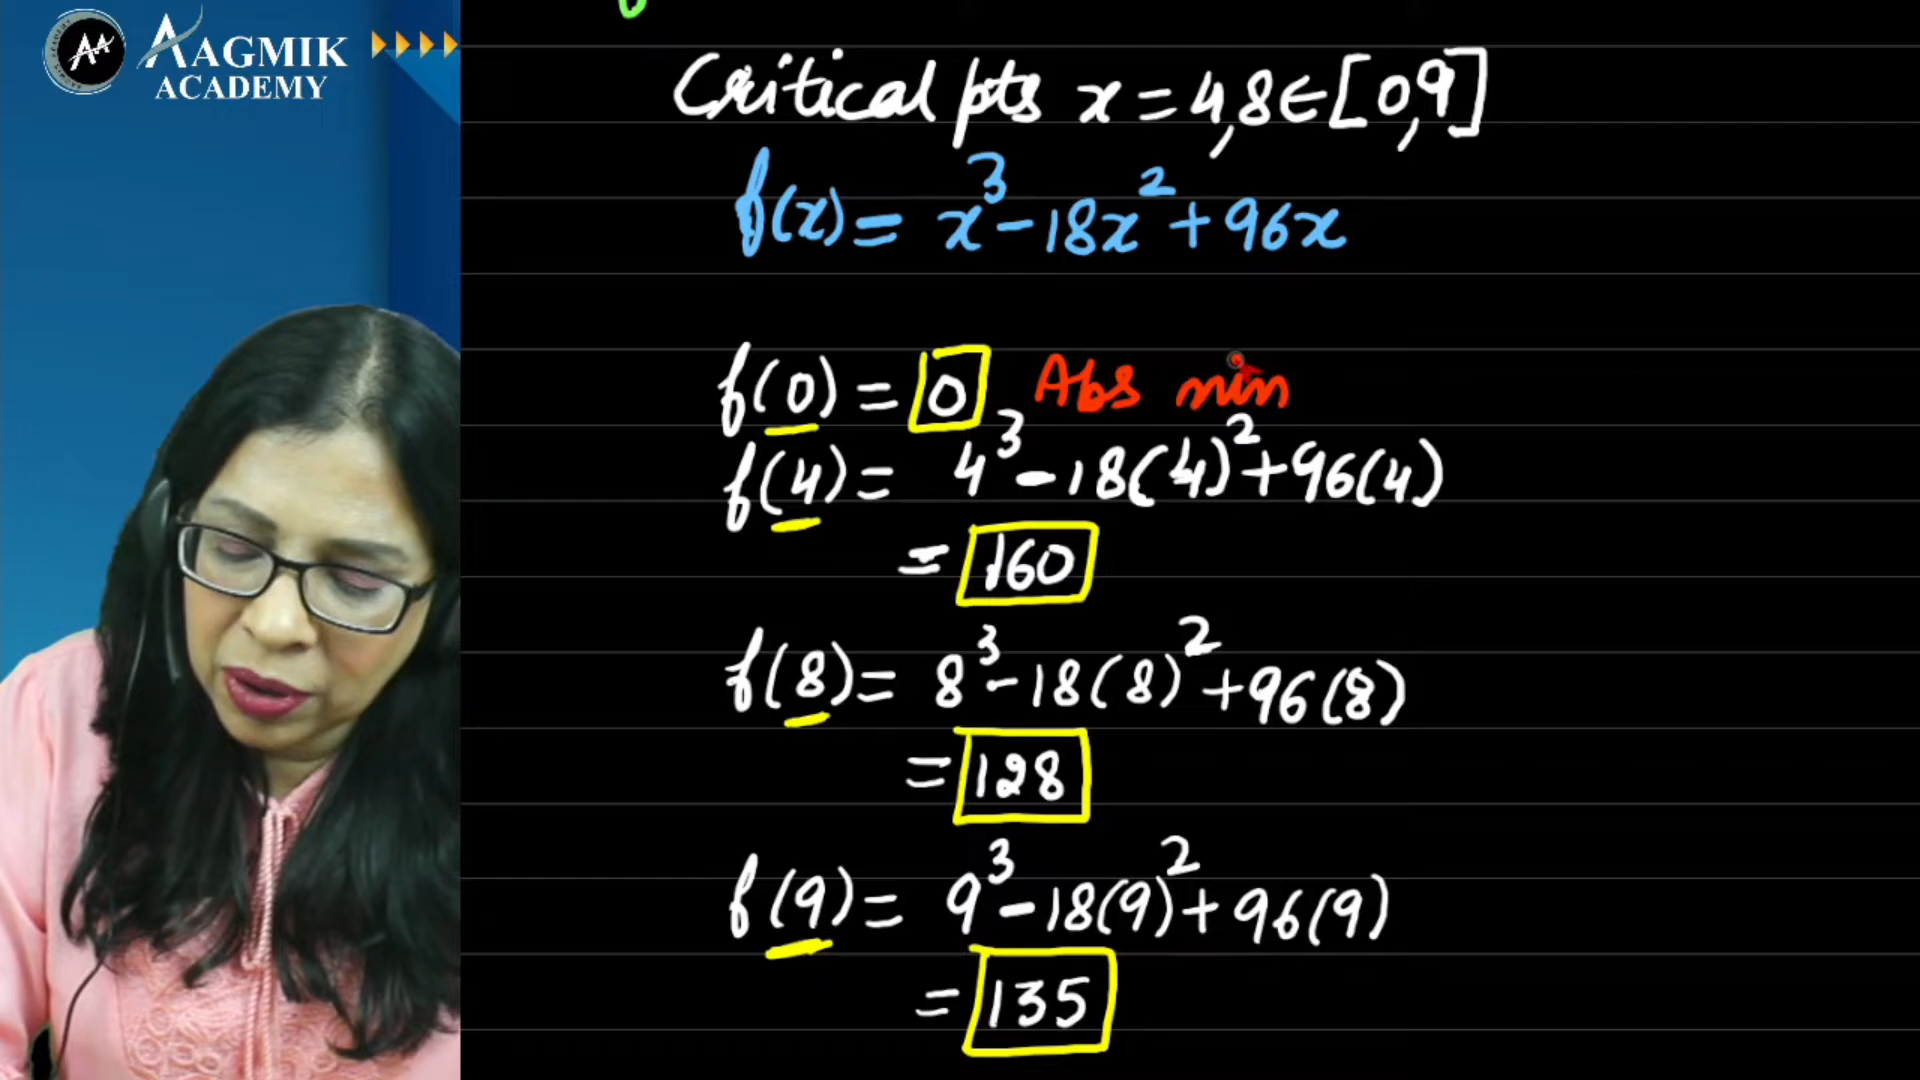 AAGMIK
ACADEMY
Critical pts x = 4,8 ∈ [0,9]
f(x) = x³ - 18x² + 96x
f(0) = 0 Abs min
f(4) = 4³ - 18(4)² + 96(4)
= 160
f(8) = 8³ - 18(8)² + 96(8)
= 128
f(9) = 9³ - 18(9)² + 96(9)
= 135